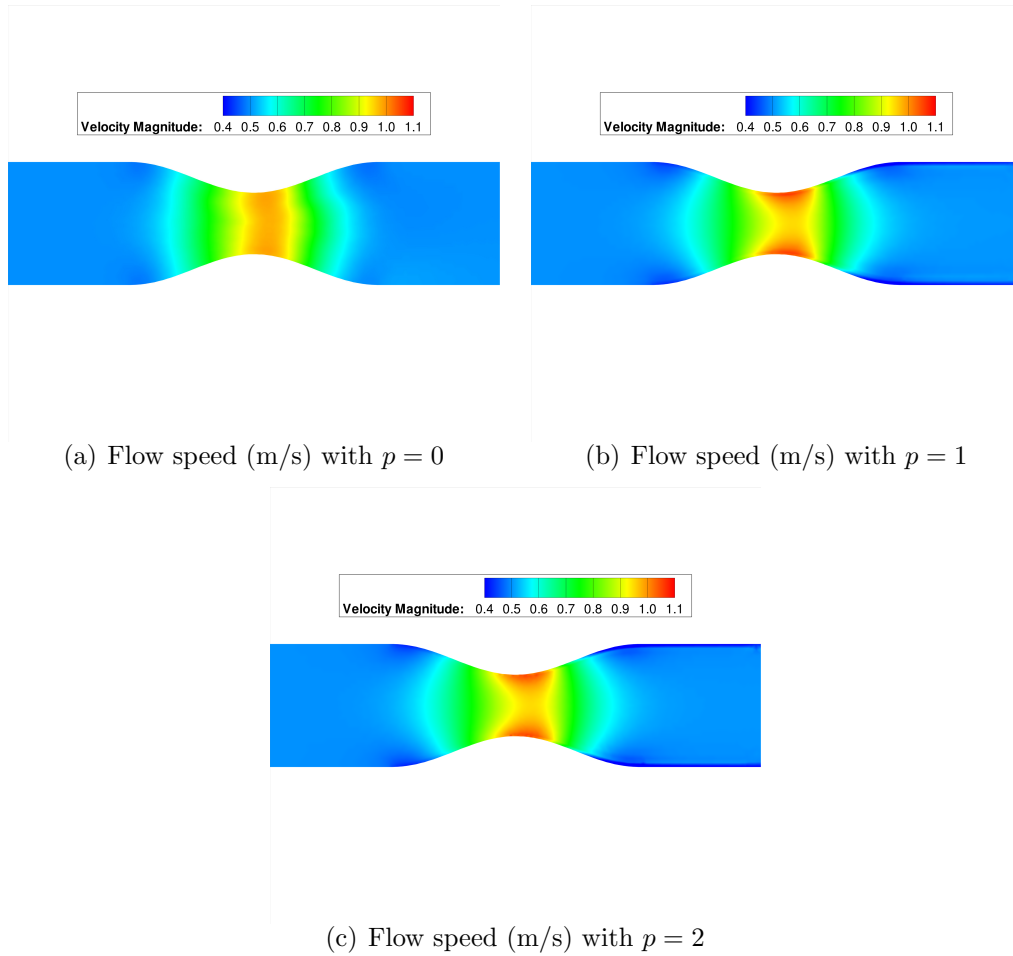 Velocity Magnitude: 0.4 0.5 0.6 0.7 0.8 0.9 1.0 1.1
Velocity Magnitude: 0.4 0.5 0.6 0.7 0.8 0.9 1.0 1.1
(a) Flow speed (m/s) with p = 0
(b) Flow speed (m/s) with p = 1
Velocity Magnitude: 0.4 0.5 0.6 0.7 0.8 0.9 1.0 1.1
(c) Flow speed (m/s) with p = 2